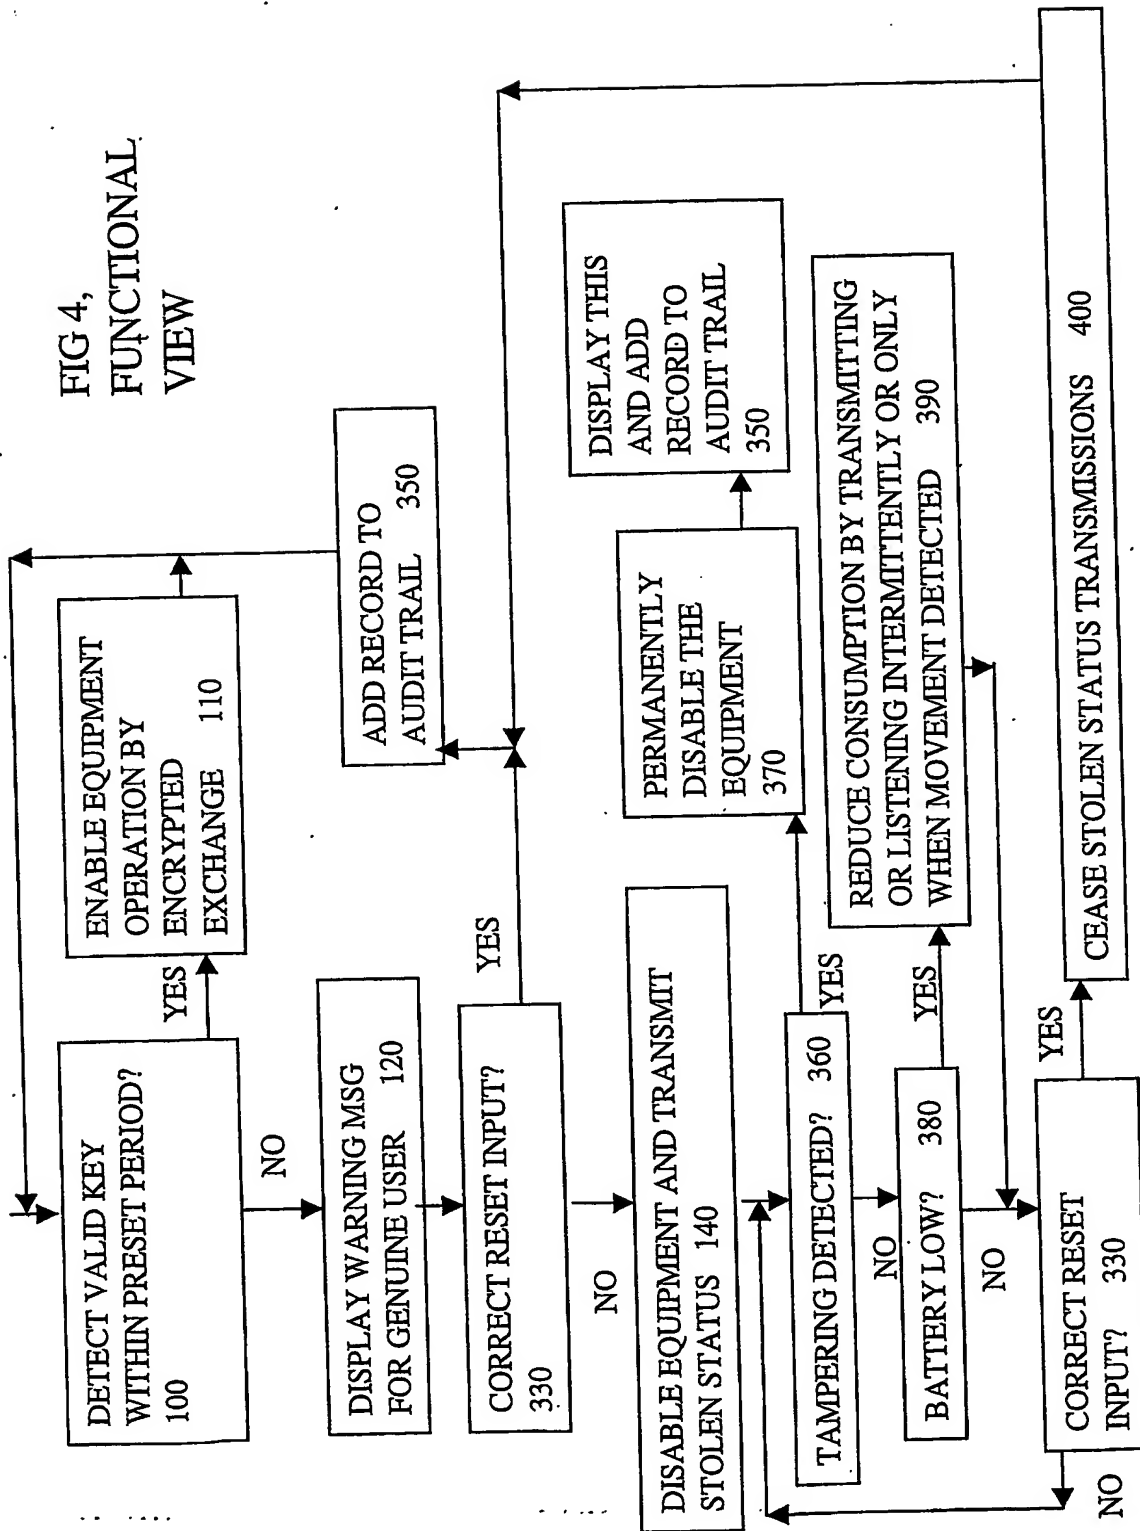 FIG 4,
FUNCTIONAL
VIEW
DETECT VALID KEY
WITHIN PRESET PERIOD?
100
YES
ENABLE EQUIPMENT
OPERATION BY
ENCRYPTED
EXCHANGE 110
NO
DISPLAY WARNING MSG
FOR GENUINE USER 120
ADD RECORD TO
AUDIT TRAIL 350
CORRECT RESET INPUT?
330
YES
NO
DISABLE EQUIPMENT AND TRANSMIT
STOLEN STATUS 140
PERMANENTLY
DISABLE THE
EQUIPMENT
370
DISPLAY THIS
AND ADD
RECORD TO
AUDIT TRAIL
350
TAMPERING DETECTED? 360
YES
NO
BATTERY LOW? 380
YES
REDUCE CONSUMPTION BY TRANSMITTING
OR LISTENING INTERMITTENTLY OR ONLY
WHEN MOVEMENT DETECTED 390
NO
CORRECT RESET
INPUT? 330
YES
CEASE STOLEN STATUS TRANSMISSIONS 400
NO